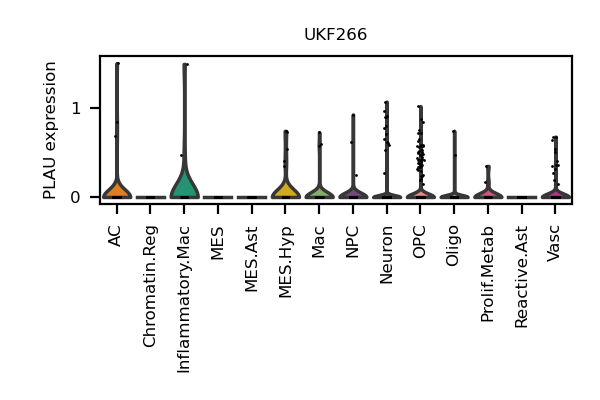 UKF266
PLAU expression
1
0
AC
Chromatin.Reg
Inflammatory.Mac
MES
MES.Ast
MES.Hyp
Mac
NPC
Neuron
OPC
Oligo
Prolif.Metab
Reactive.Ast
Vasc